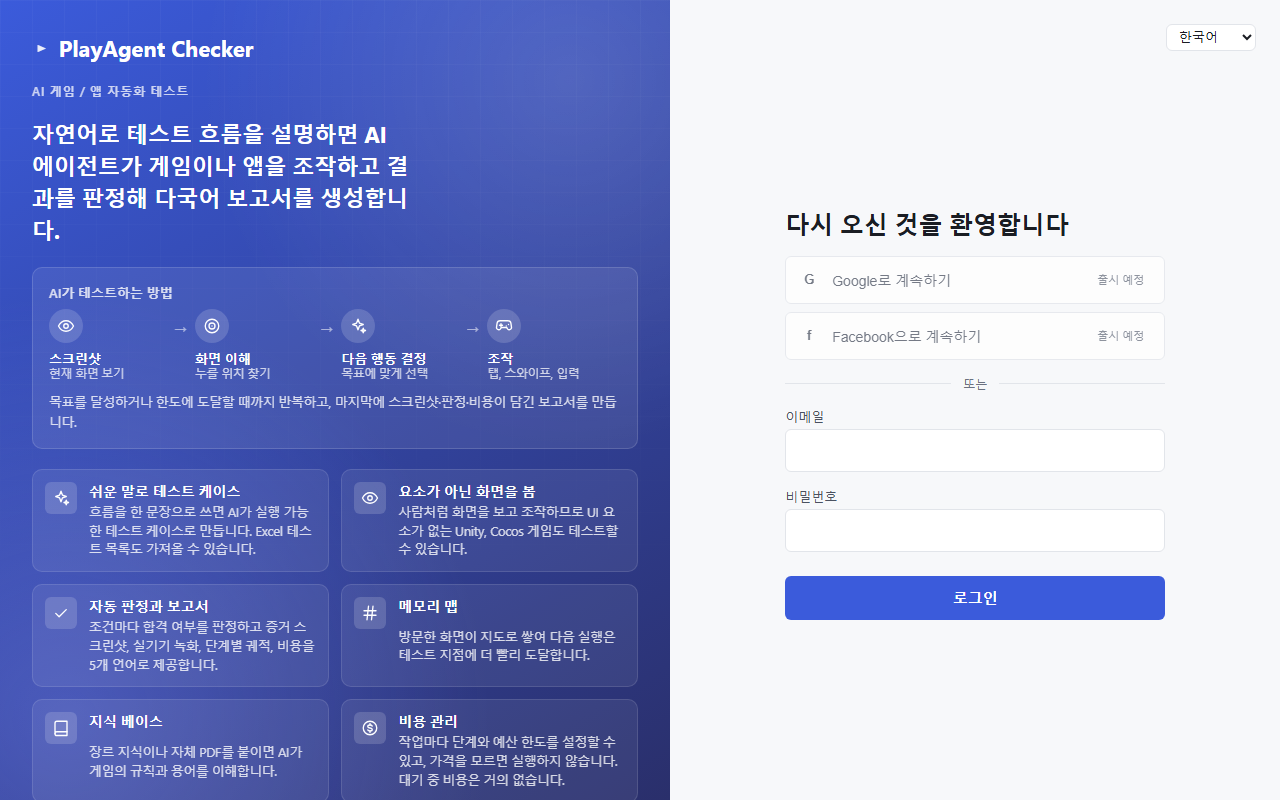 PlayAgent Checker
AI 게임 / 앱 자동화 테스트
자연어로 테스트 흐름을 설명하면 AI
에이전트가 게임이나 앱을 조작하고 결
과를 판정해 다국어 보고서를 생성합니
다.
AI가 테스트하는 방법
스크린샷
현재 화면 보기
→
화면 이해
누를 위치 찾기
→
다음 행동 결정
목표에 맞게 선택
→
조작
탭, 스와이프, 입력
목표를 달성하거나 한도에 도달할 때까지 반복하고, 마지막에 스크린샷·판정·비용이 담긴 보고서를 만듭
니다.
쉬운 말로 테스트 케이스
흐름을 한 문장으로 쓰면 AI가 실행 가능
한 테스트 케이스로 만듭니다. Excel 테스
트 목록도 가져올 수 있습니다.
요소가 아닌 화면을 봄
사람처럼 화면을 보고 조작하므로 UI 요
소가 없는 Unity, Cocos 게임도 테스트할
수 있습니다.
자동 판정과 보고서
조건마다 합격 여부를 판정하고 증거 스
크린샷, 실기기 녹화, 단계별 궤적, 비용을
5개 언어로 제공합니다.
메모리 맵
방문한 화면이 지도로 쌓여 다음 실행은
테스트 지점에 더 빨리 도달합니다.
지식 베이스
장르 지식이나 자체 PDF를 붙이면 AI가
게임의 규칙과 용어를 이해합니다.
비용 관리
작업마다 단계와 예산 한도를 설정할 수
있고, 가격을 모르면 실행하지 않습니다.
대기 중 비용은 거의 없습니다.
한국어
다시 오신 것을 환영합니다
G Google로 계속하기 출시 예정
f Facebook으로 계속하기 출시 예정
또는
이메일
비밀번호
로그인